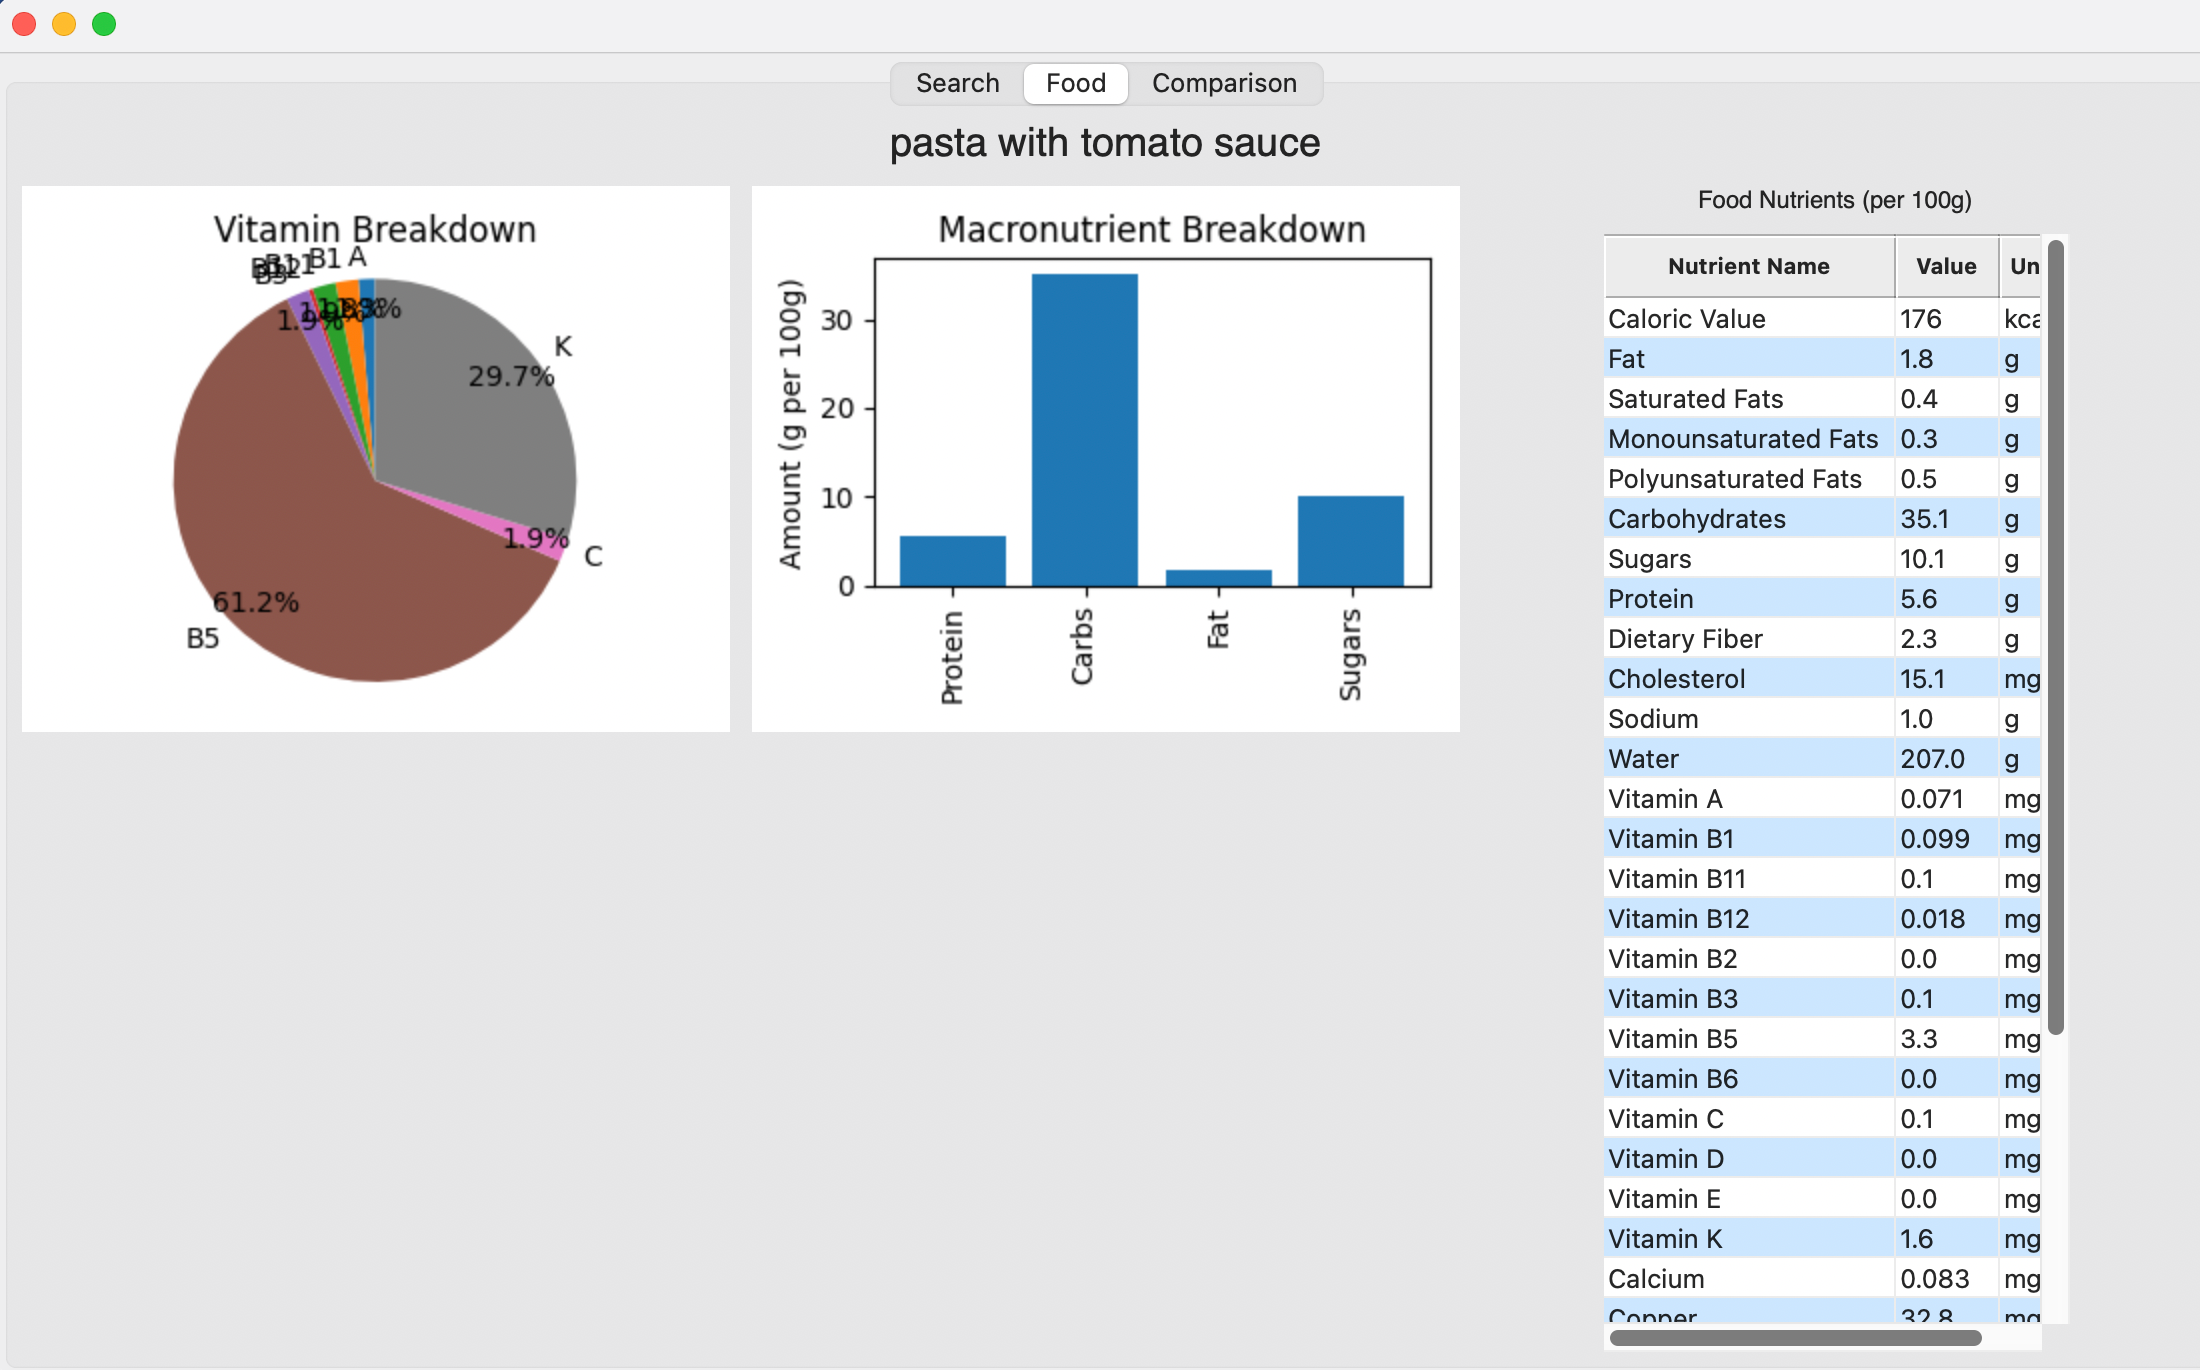 Search Food Comparison
pasta with tomato sauce
Vitamin Breakdown
B1 A
K
29.7%
1.9%
1.9%
C
61.2%
B5
Macronutrient Breakdown
Amount (g per 100g)
30
20
10
0
Protein
Carbs
Fat
Sugars
Food Nutrients (per 100g)
Nutrient Name Value Un
Caloric Value 176 kca
Fat 1.8 g
Saturated Fats 0.4 g
Monounsaturated Fats 0.3 g
Polyunsaturated Fats 0.5 g
Carbohydrates 35.1 g
Sugars 10.1 g
Protein 5.6 g
Dietary Fiber 2.3 g
Cholesterol 15.1 mg
Sodium 1.0 g
Water 207.0 g
Vitamin A 0.071 mg
Vitamin B1 0.099 mg
Vitamin B11 0.1 mg
Vitamin B12 0.018 mg
Vitamin B2 0.0 mg
Vitamin B3 0.1 mg
Vitamin B5 3.3 mg
Vitamin B6 0.0 mg
Vitamin C 0.1 mg
Vitamin D 0.0 mg
Vitamin E 0.0 mg
Vitamin K 1.6 mg
Calcium 0.083 mg
Copper 32.8 mg